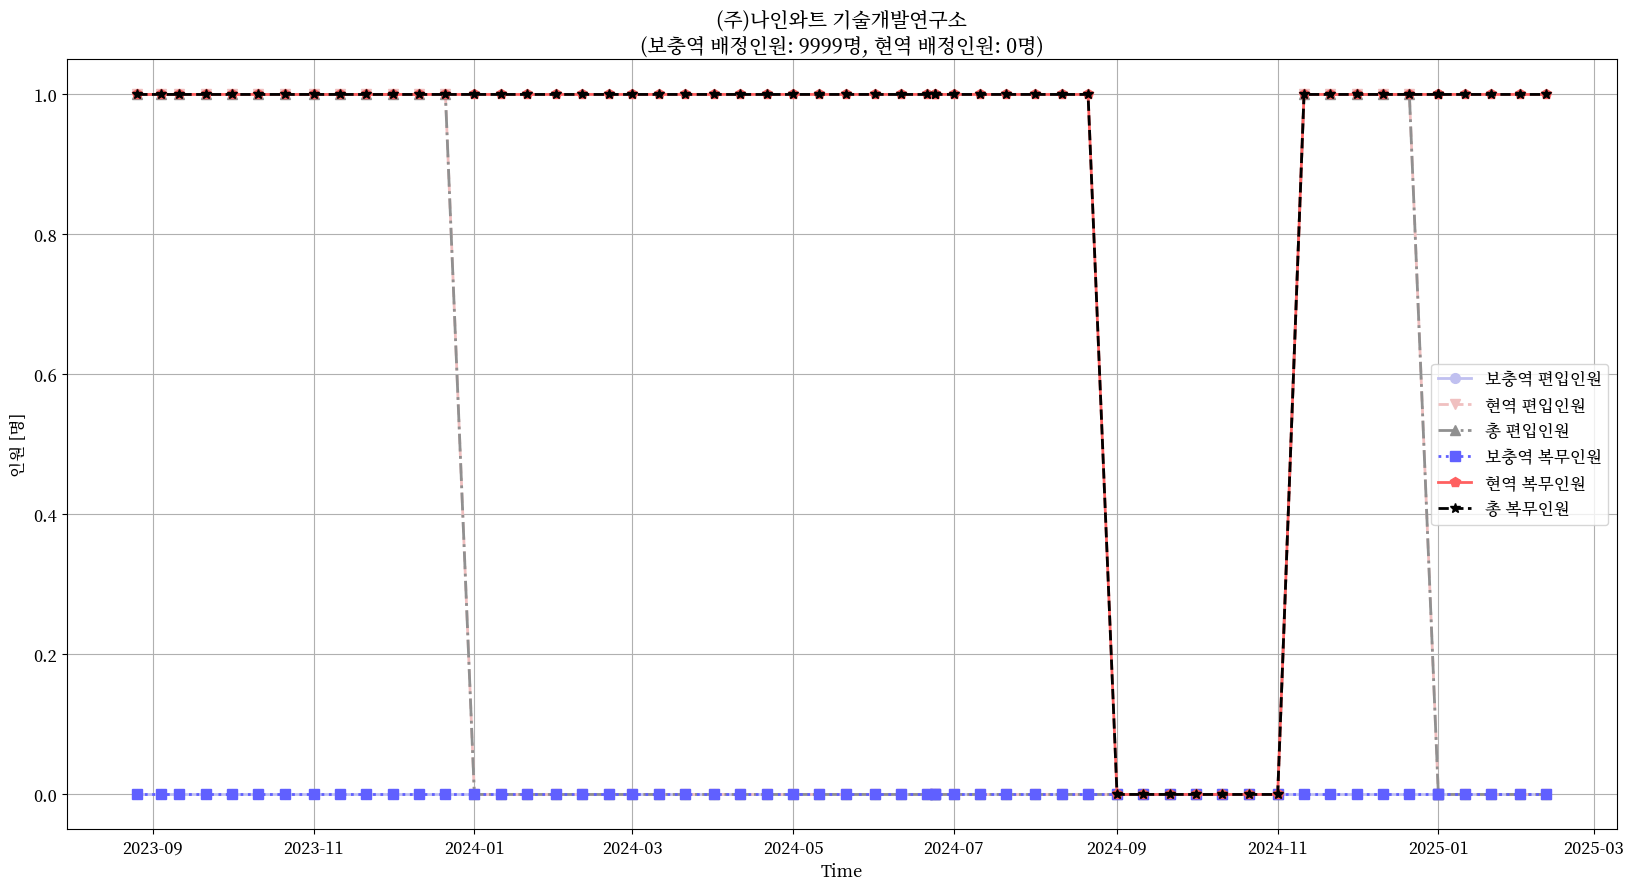 (주)나인와트 기술개발연구소
(보충역 배정인원: 9999명, 현역 배정인원: 0명)
1.0
0.8
0.6
0.4
0.2
0.0
인원 [명]
보충역 편입인원
현역 편입인원
총 편입인원
보충역 복무인원
현역 복무인원
총 복무인원
2023-09 2023-11 2024-01 2024-03 2024-05 2024-07 2024-09 2024-11 2025-01 2025-03
Time